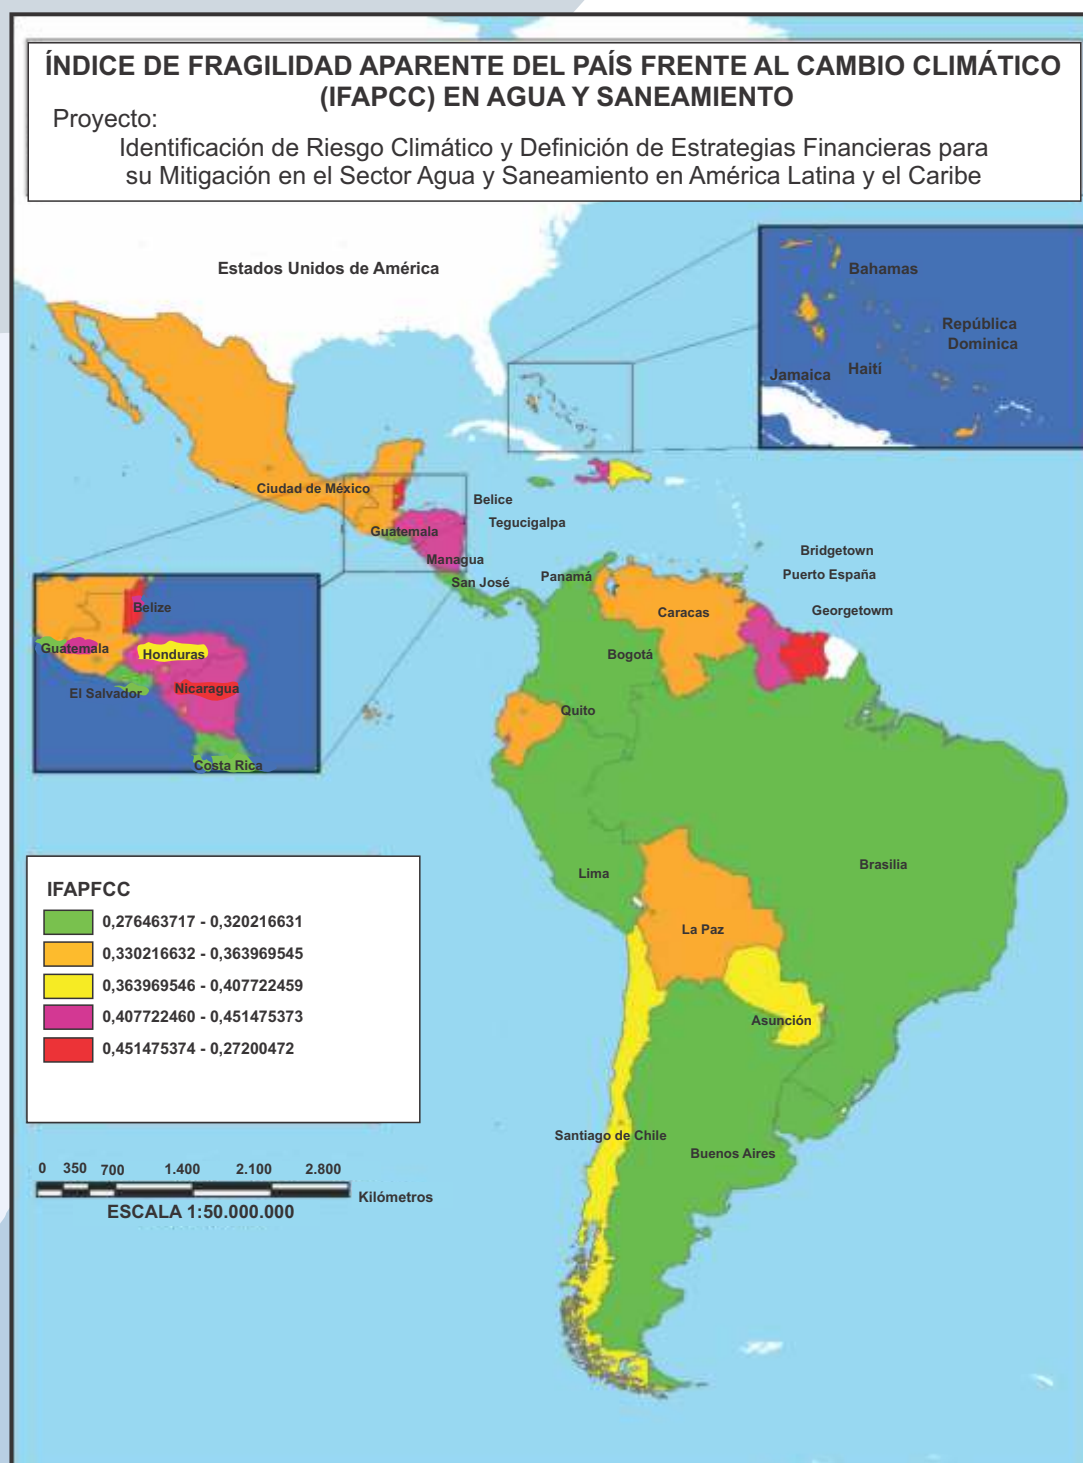 ÍNDICE DE FRAGILIDAD APARENTE DEL PAÍS FRENTE AL CAMBIO CLIMÁTICO
(IFAPCC) EN AGUA Y SANEAMIENTO
Proyecto:
Identificación de Riesgo Climático y Definición de Estrategias Financieras para
su Mitigación en el Sector Agua y Saneamiento en América Latina y el Caribe
Estados Unidos de América
Bahamas
República
Dominica
Haití
Jamaica
Ciudad de México
Belice
Tegucigalpa
Guatemala
Managua
San José
Panamá
Bridgetown
Puerto España
Georgetowm
Caracas
Bogotá
Quito
Belize
Guatemala
Honduras
El Salvador
Nicaragua
Costa Rica
Brasilia
Lima
La Paz
Asunción
Santiago de Chile
Buenos Aires
IFAPFCC
0,276463717 - 0,320216631
0,330216632 - 0,363969545
0,363969546 - 0,407722459
0,407722460 - 0,451475373
0,451475374 - 0,27200472
0 350 700 1.400 2.100 2.800
Kilómetros
ESCALA 1:50.000.000